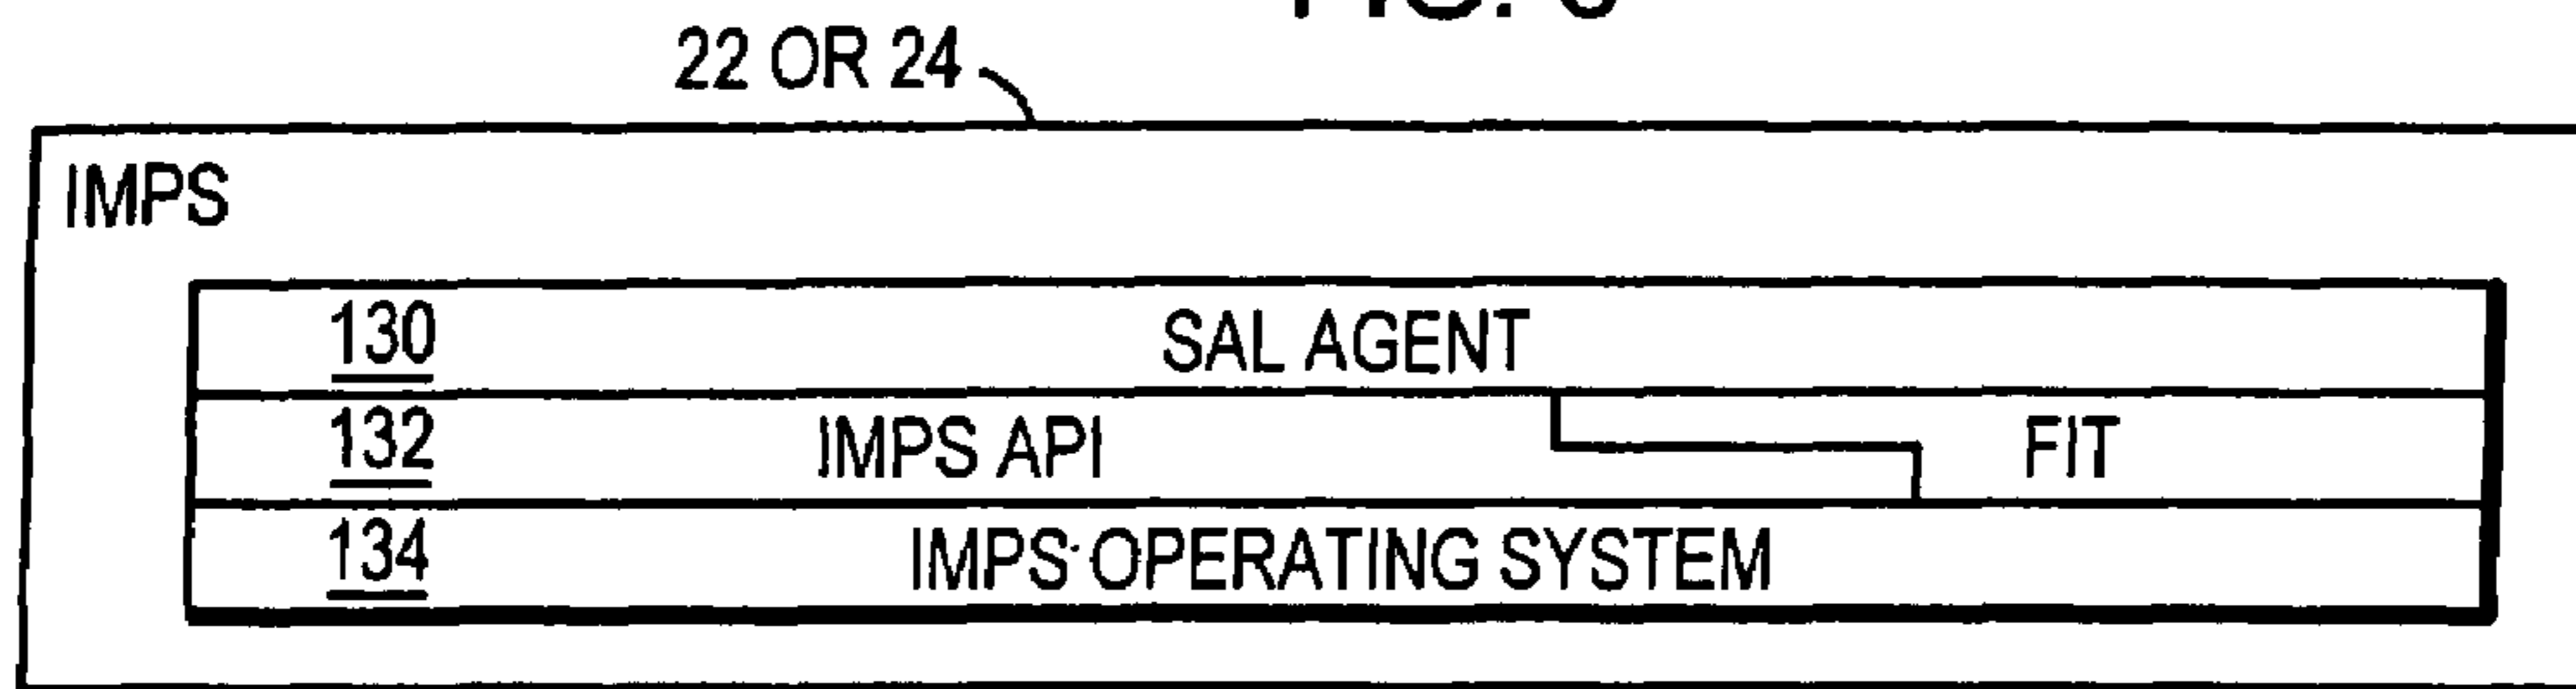 22 OR 24
IMPS
130 SAL AGENT
132 IMPS API FIT
134 IMPS OPERATING SYSTEM